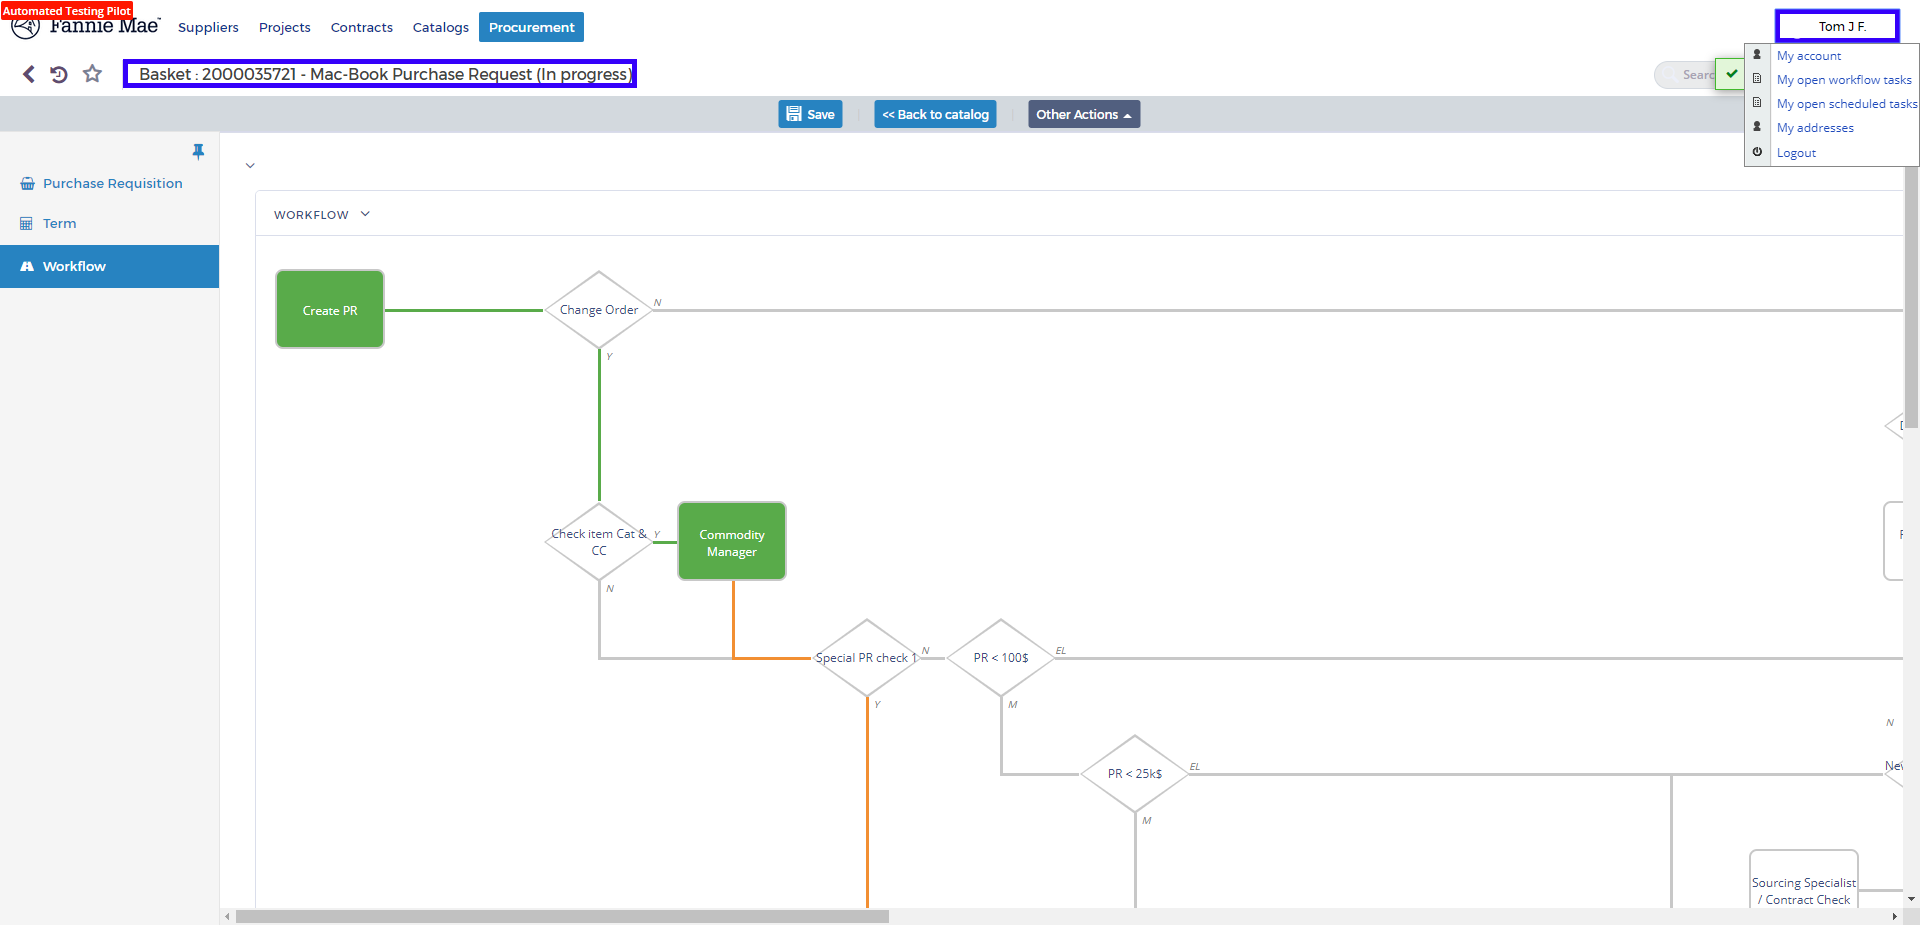 Automated Testing Pilot
Fannie Mae
Suppliers
Projects
Contracts
Catalogs
Procurement
Tom J F.
My account
My open workflow tasks
My open scheduled tasks
My addresses
Logout
Basket : 2000035721 - Mac-Book Purchase Request (In progress)
Save
<< Back to catalog
Other Actions
Purchase Requisition
Term
Workflow
WORKFLOW
Create PR
Change Order
N
Y
Check item Cat &
CC
Y
Commodity
Manager
N
Special PR check 1
N
PR < 100$
EL
Y
M
N
PR < 25k$
EL
M
Sourcing Specialist
/ Contract Check